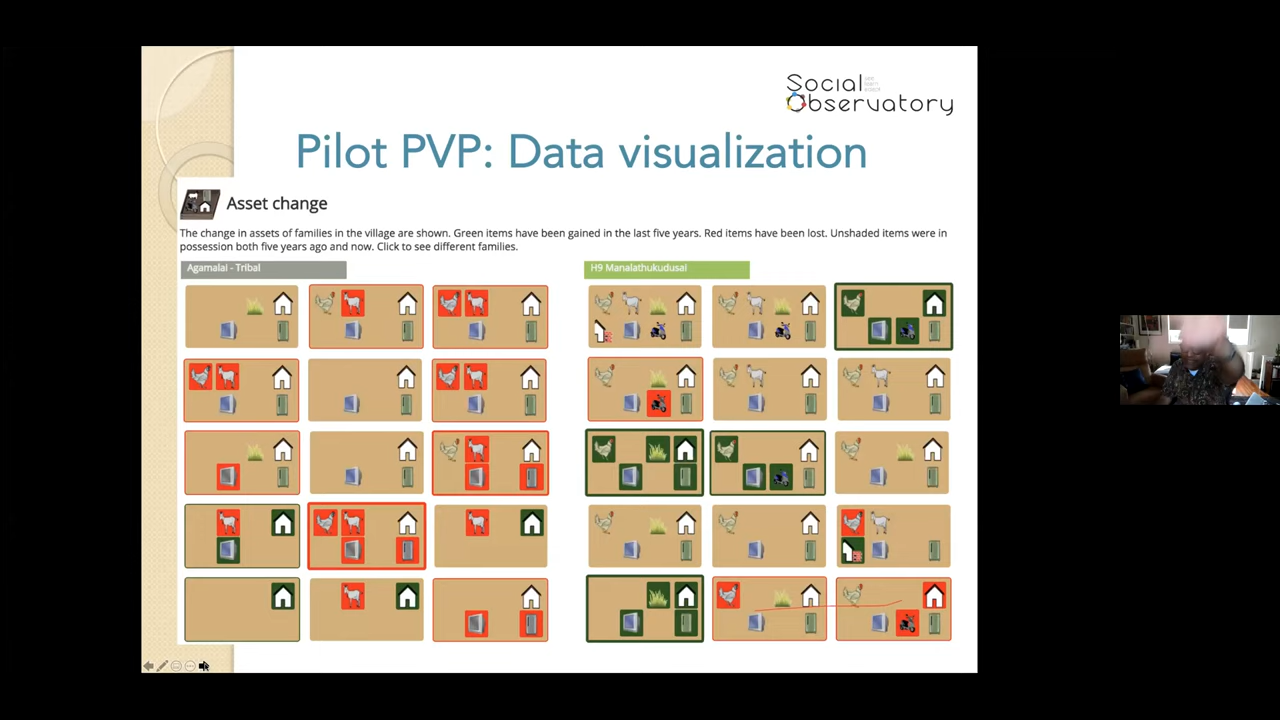 Social
Observatory
Pilot PVP: Data visualization
Asset change
The change in assets of families in the village are shown. Green items have been gained in the last five years. Red items have been lost. Unshaded items were in
possession both five years ago and now. Click to see different families.
Agamalai - Tribal
H9 Manalathukudusai